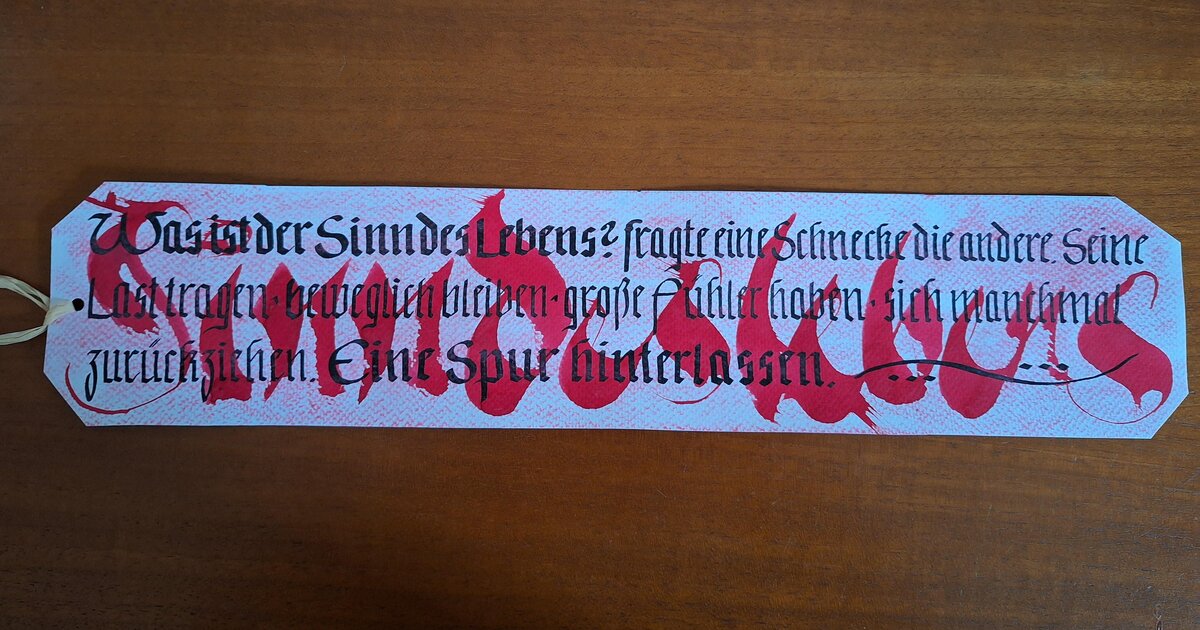 Was ist der Sinn des Lebens? fragte eine Schnecke die andere. Seine
Last tragen · beweglich bleiben · große Fühler haben · sich manchmal
zurückziehen. Eine Spur hinterlassen. ... ...
Sinn des Lebens